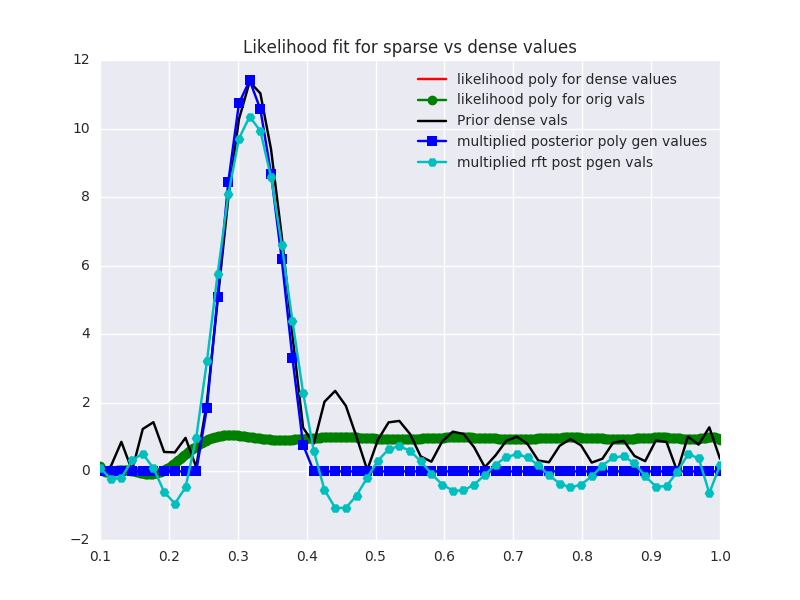 Likelihood fit for sparse vs dense values
likelihood poly for dense values
likelihood poly for orig vals
Prior dense vals
multiplied posterior poly gen values
multiplied rft post pgen vals
12
10
8
6
4
2
0
−2
0.1 0.2 0.3 0.4 0.5 0.6 0.7 0.8 0.9 1.0